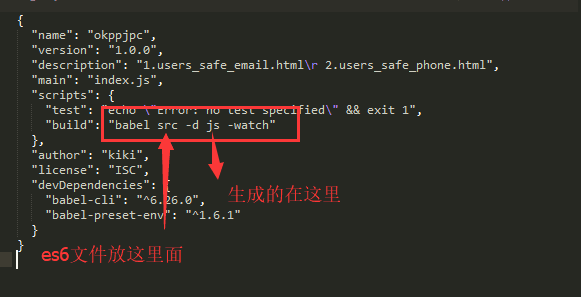 {
"name": "okppjpc",
"version": "1.0.0",
"description": "1.users_safe_email.html\r 2.users_safe_phone.html",
"main": "index.js",
"scripts": {
"test": "echo \"Error: no test specified\" && exit 1",
"build": "babel src -d js -watch"
},
"author": "kiki",
"license": "ISC",
"devDependencies": {
"babel-cli": "^6.26.0",
"babel-preset-env": "^1.6.1"
}
}
生成的在这里
es6文件放这里面